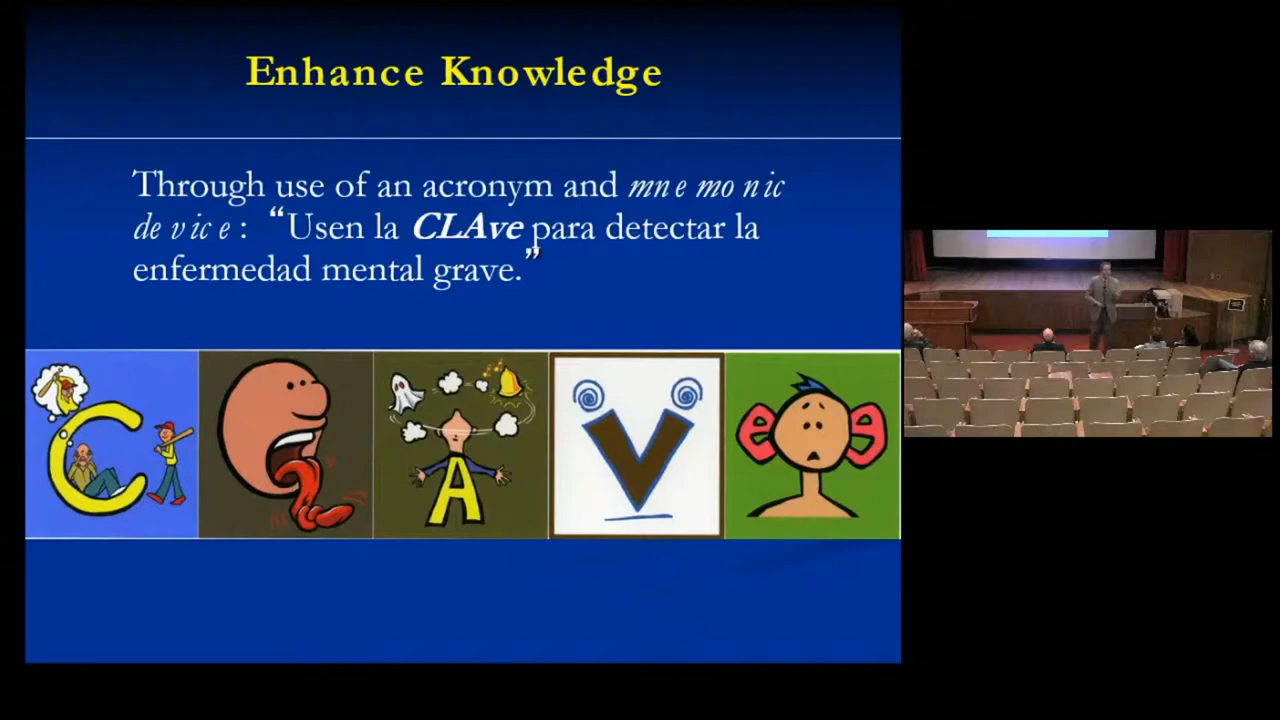 Enhance Knowledge
Through use of an acronym and mnemonic
device: “Usen la CLAve para detectar la
enfermedad mental grave.”
C
A
V
e e